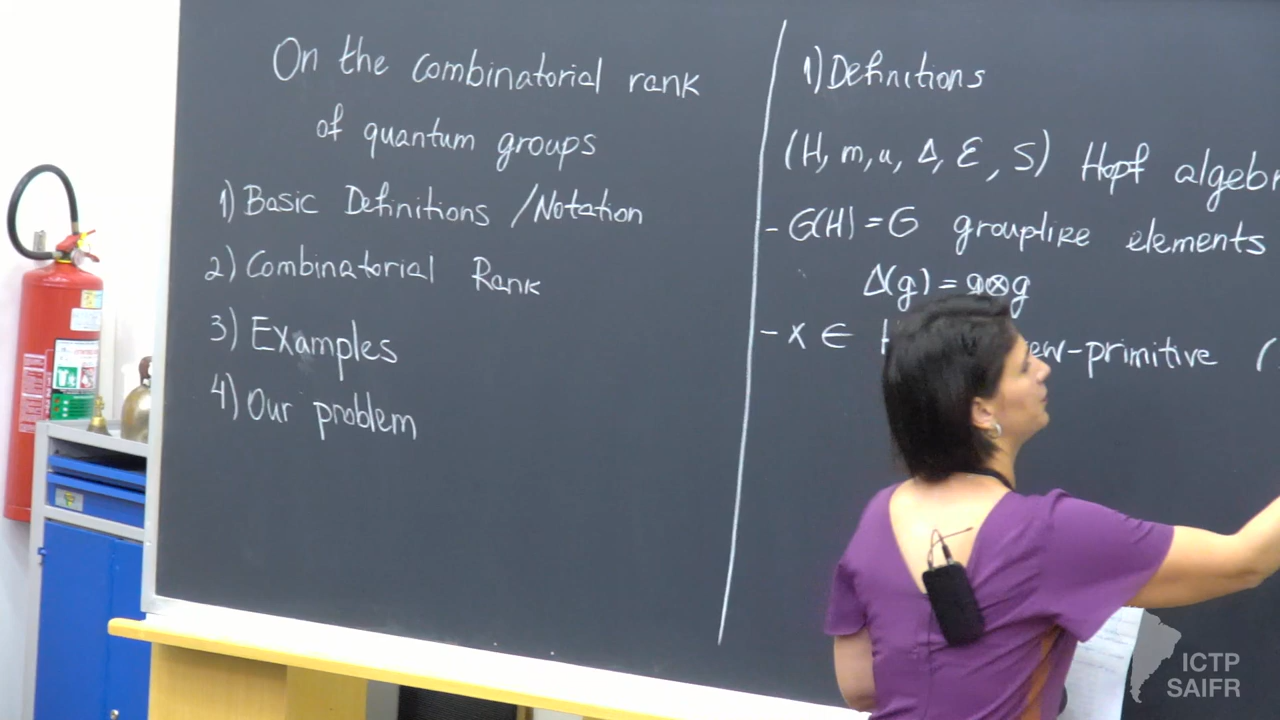 On the combinatorial rank
of quantum groups
1) Basic Definitions /Notation
2) Combinatorial Rank
3) Examples
4) Our problem
1) Definitions
(H, m, u, Δ, ε, S) Hopf algebr
- G(H) = G grouplike elements
Δ(g) = g⊗g
- x ∈ ew-primitive (
ICTP
SAIFR